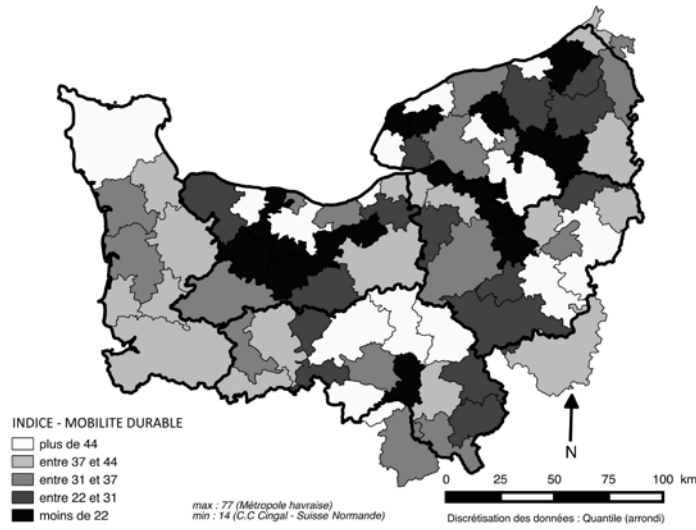 INDICE - MOBILITE DURABLE
plus de 44
entre 37 et 44
entre 31 et 37
entre 22 et 31
moins de 22
max : 77 (Métropole havraise)
min : 14 (C.C Cingal - Suisse Normande)
N
0 25 50 75 100 km
Discrétisation des données : Quantile (arrondi)